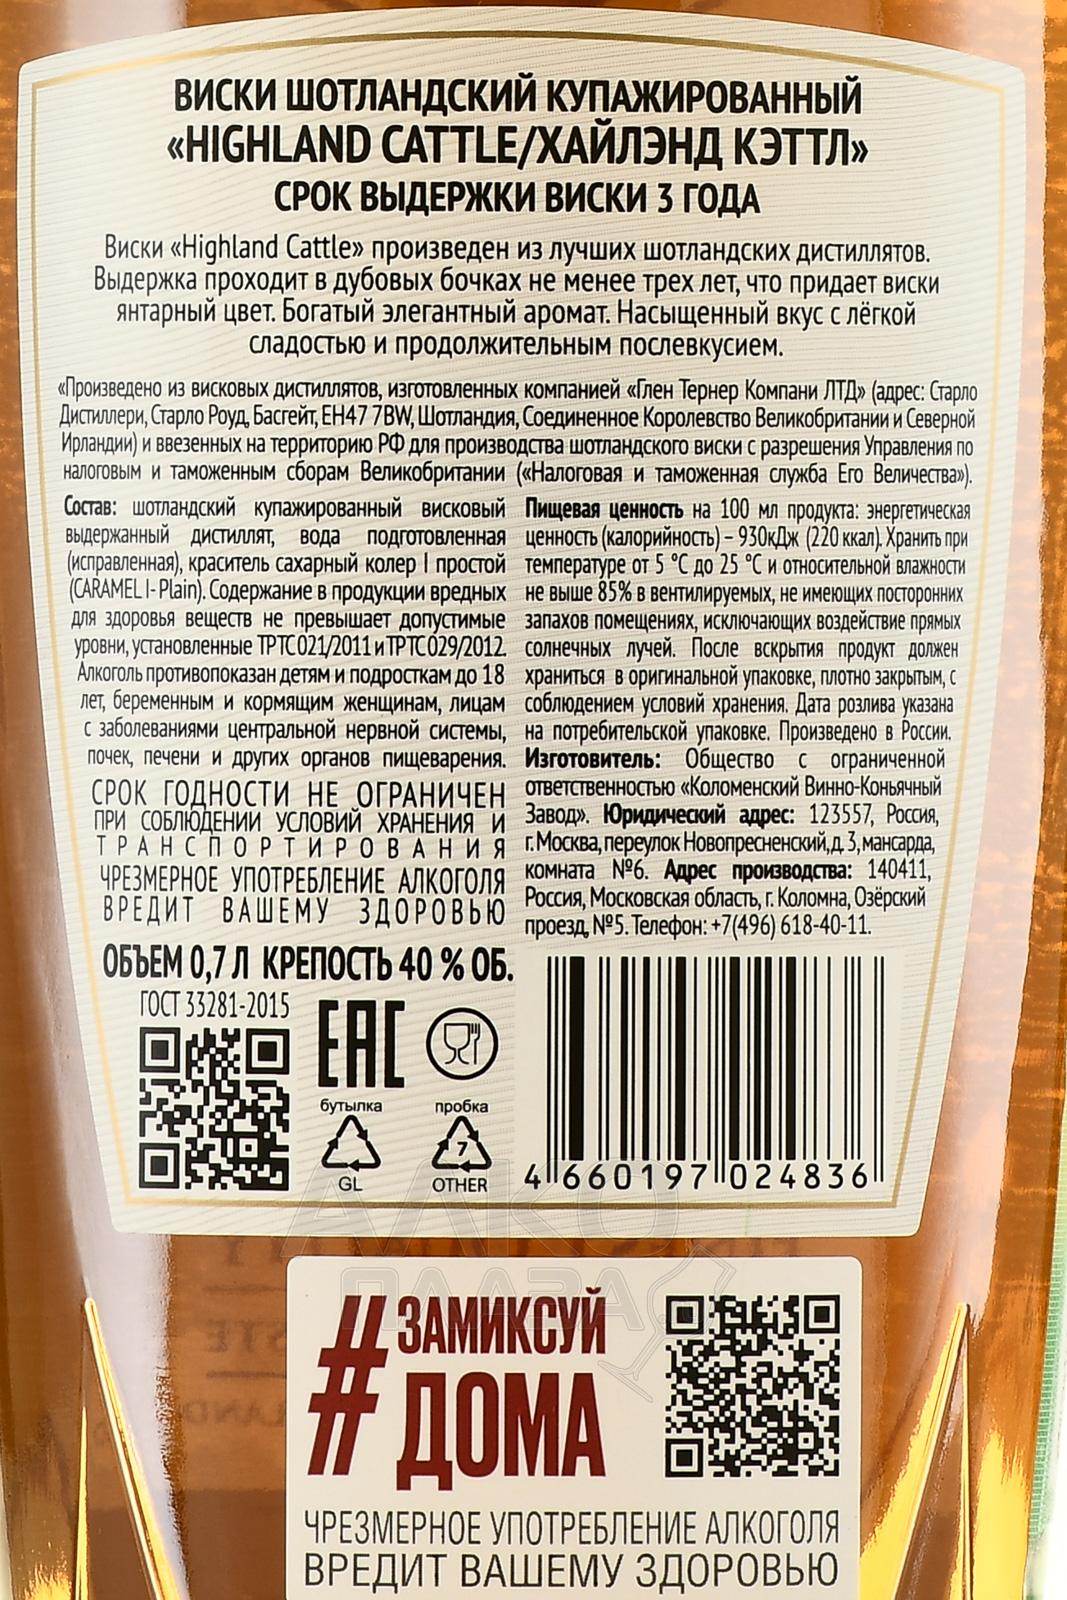 ВИСКИ ШОТЛАНДСКИЙ КУПАЖИРОВАННЫЙ
«HIGHLAND CATTLE/ХАЙЛЭНД КЭТТЛ»
СРОК ВЫДЕРЖКИ ВИСКИ 3 ГОДА
Виски «Highland Cattle» произведен из лучших шотландских дистиллятов.
Выдержка проходит в дубовых бочках не менее трех лет, что придает виски
янтарный цвет. Богатый элегантный аромат. Насыщенный вкус с лёгкой
сладостью и продолжительным послевкусием.
«Произведено из висковых дистиллятов, изготовленных компанией «Глен Тернер Компани ЛТД» (адрес: Старло
Дистиллери, Старло Роуд, Басгейт, EH47 7BW, Шотландия, Соединенное Королевство Великобритании и Северной
Ирландии) и ввезенных на территорию РФ для производства шотландского виски с разрешения Управления по
налоговым и таможенным сборам Великобритании («Налоговая и таможенная служба Его Величества»).
Состав: шотландский купажированный висковый
выдержанный дистиллят, вода подготовленная
(исправленная), краситель сахарный колер I простой
(CARAMEL I- Plain). Содержание в продукции вредных
для здоровья веществ не превышает допустимые
уровни, установленные ТР ТС 021/2011 и ТР ТС 029/2012.
Алкоголь противопоказан детям и подросткам до 18
лет, беременным и кормящим женщинам, лицам
с заболеваниями центральной нервной системы,
почек, печени и других органов пищеварения.
СРОК ГОДНОСТИ НЕ ОГРАНИЧЕН
ПРИ СОБЛЮДЕНИИ УСЛОВИЙ ХРАНЕНИЯ И
ТРАНСПОРТИРОВАНИЯ
ЧРЕЗМЕРНОЕ УПОТРЕБЛЕНИЕ АЛКОГОЛЯ
ВРЕДИТ ВАШЕМУ ЗДОРОВЬЮ
ОБЪЕМ 0,7 Л КРЕПОСТЬ 40 % ОБ.
ГОСТ 33281-2015
EAC
бутылка
GL
пробка
7
OTHER
Пищевая ценность на 100 мл продукта: энергетическая
ценность (калорийность) – 930кДж (220 ккал). Хранить при
температуре от 5 °С до 25 °С и относительной влажности
не выше 85% в вентилируемых, не имеющих посторонних
запахов помещениях, исключающих воздействие прямых
солнечных лучей. После вскрытия продукт должен
храниться в оригинальной упаковке, плотно закрытым, с
соблюдением условий хранения. Дата розлива указана
на потребительской упаковке. Произведено в России.
Изготовитель: Общество с ограниченной
ответственностью «Коломенский Винно-Коньячный
Завод». Юридический адрес: 123557, Россия,
г. Москва, переулок Новопресненский, д. 3, мансарда,
комната №6. Адрес производства: 140411,
Россия, Московская область, г. Коломна, Озёрский
проезд, №5. Телефон: +7(496) 618-40-11.
4 660197 024836
АЛКО
ПЛАЗА
#ЗАМИКСУЙ
#ДОМА
ЧРЕЗМЕРНОЕ УПОТРЕБЛЕНИЕ АЛКОГОЛЯ
ВРЕДИТ ВАШЕМУ ЗДОРОВЬЮ